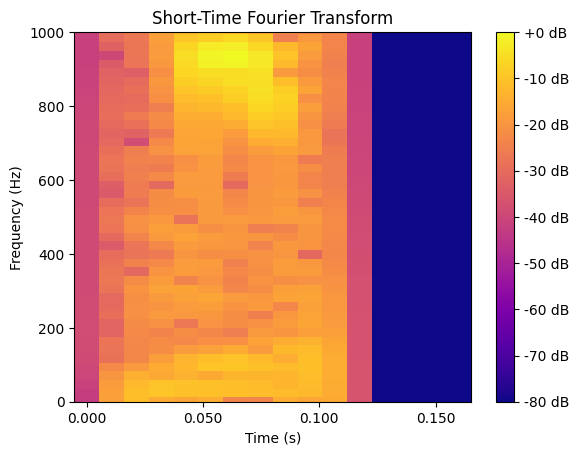 Short-Time Fourier Transform
1000
800
600
400
200
0
Frequency (Hz)
0.000
0.050
0.100
0.150
Time (s)
+0 dB
-10 dB
-20 dB
-30 dB
-40 dB
-50 dB
-60 dB
-70 dB
-80 dB